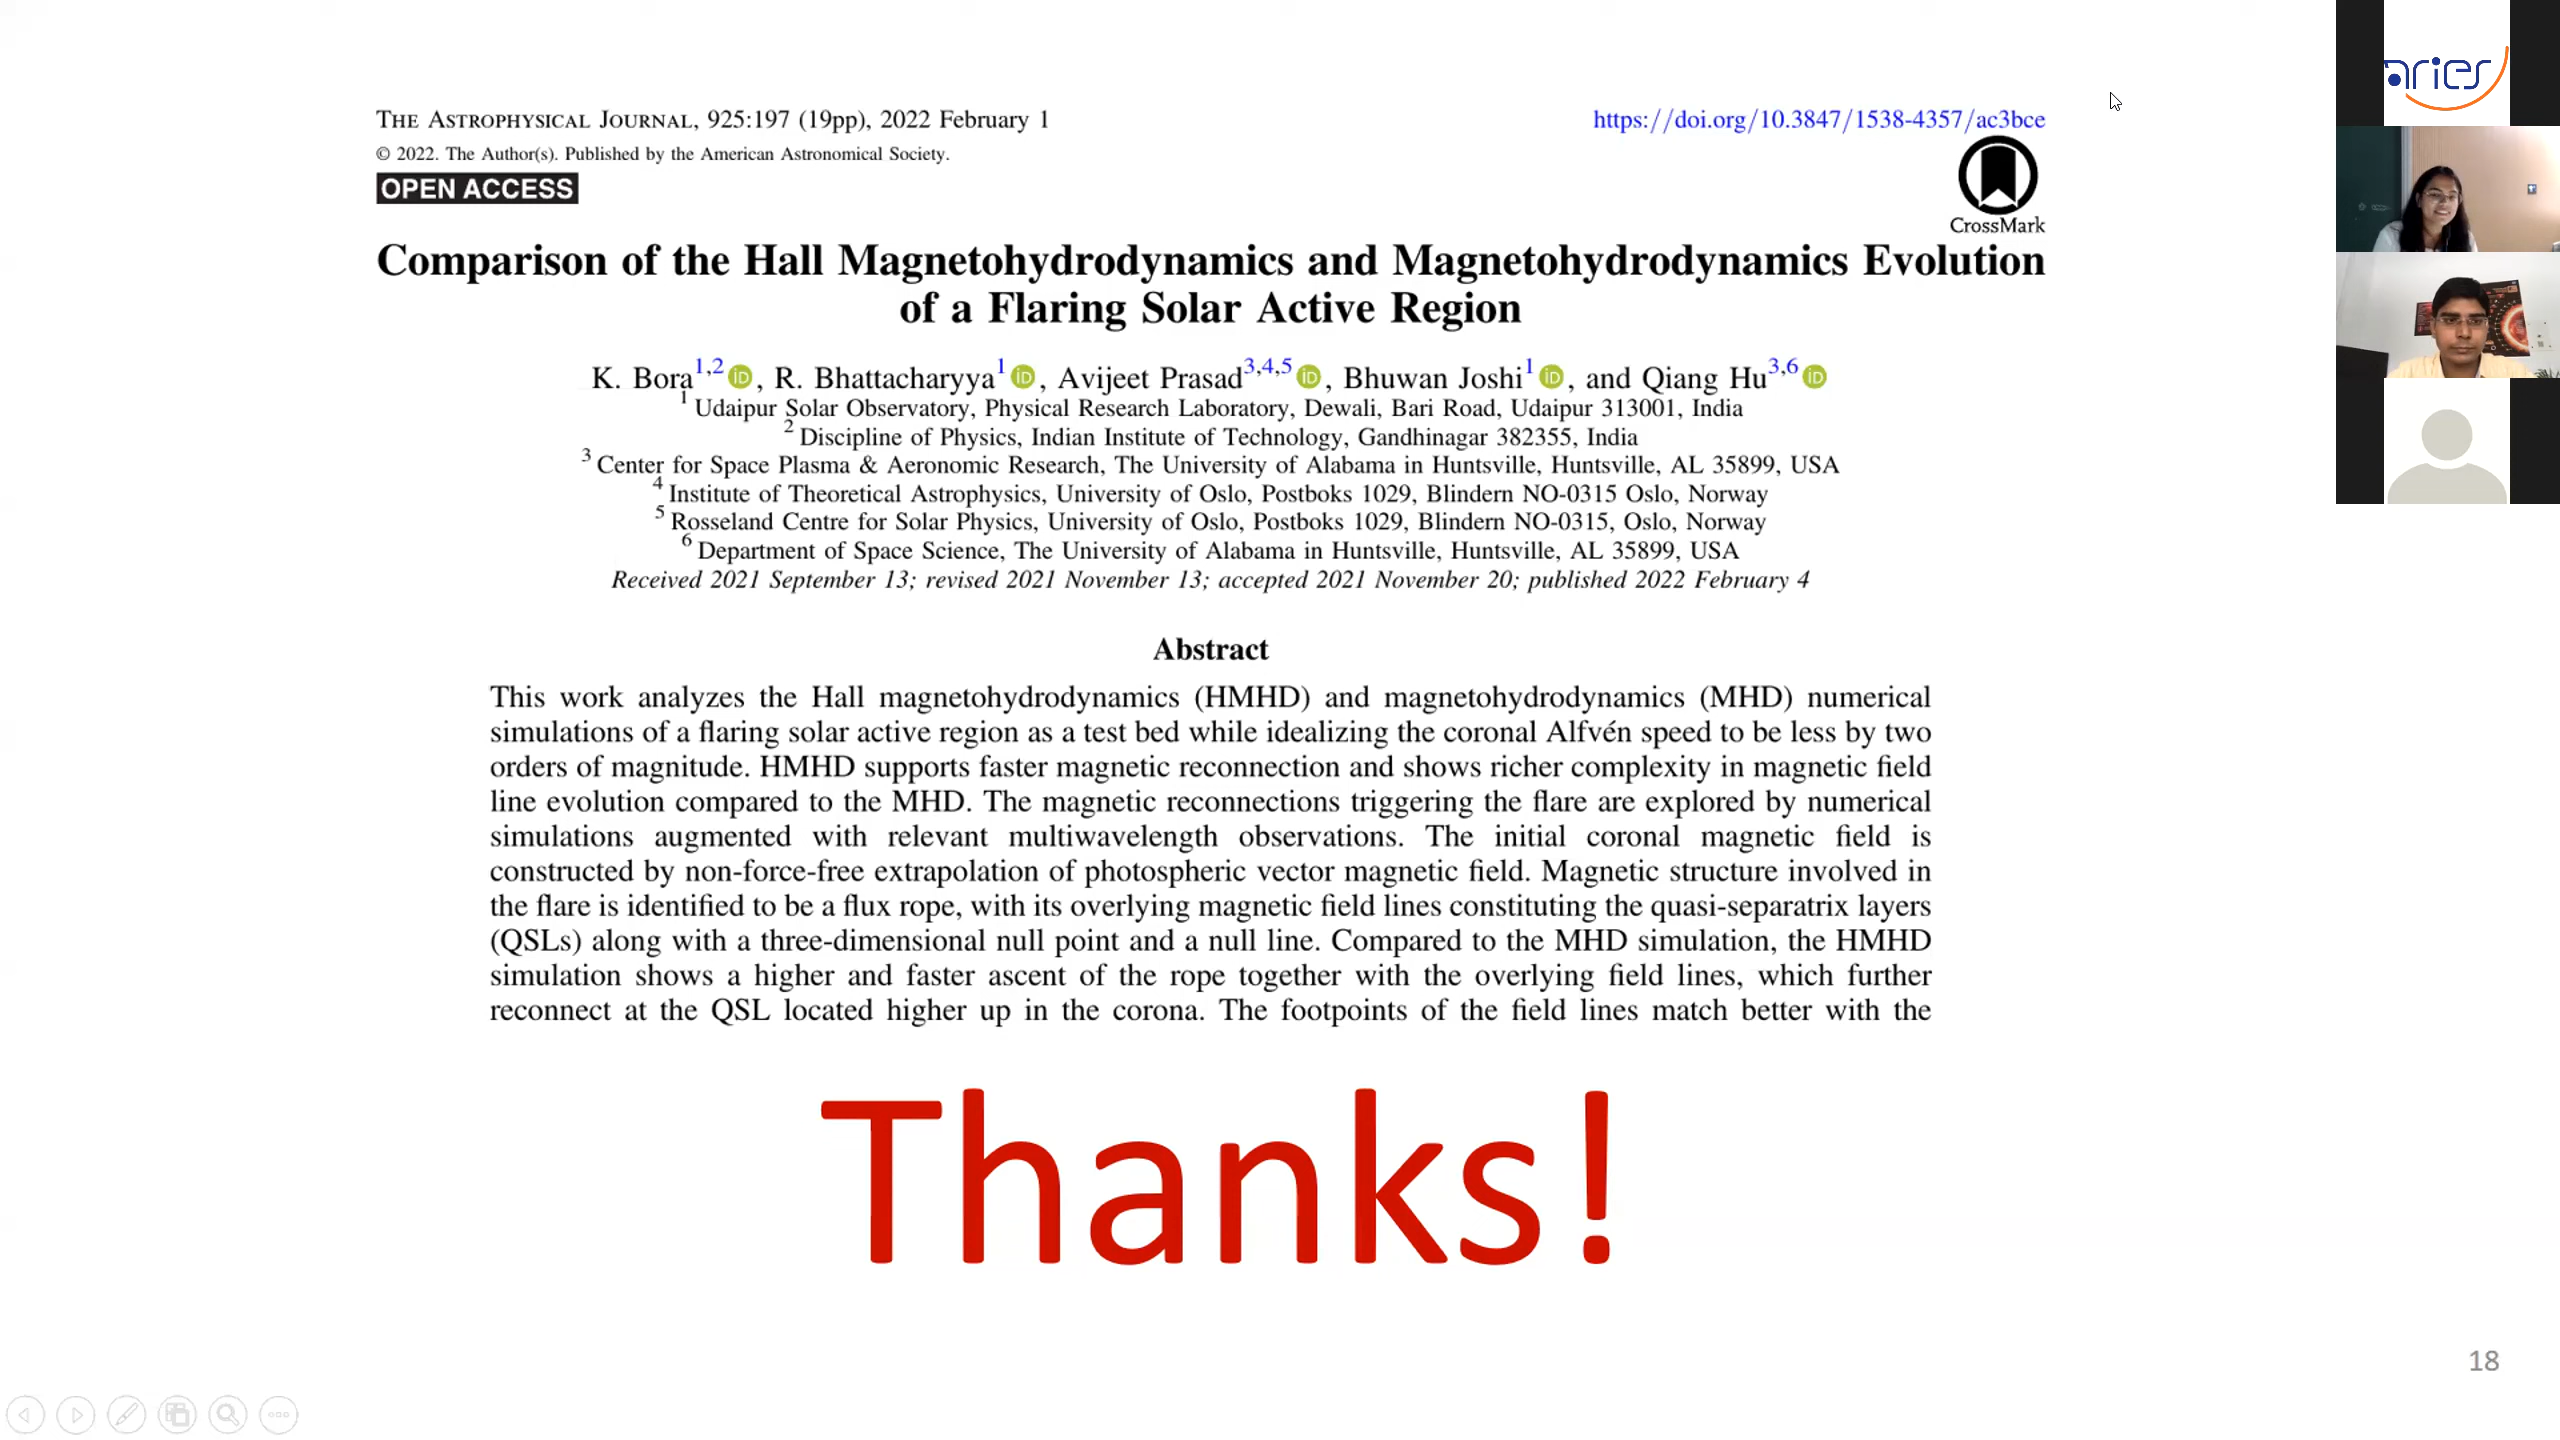 THE ASTROPHYSICAL JOURNAL, 925:197 (19pp), 2022 February 1
https://doi.org/10.3847/1538-4357/ac3bce
© 2022. The Author(s). Published by the American Astronomical Society.
OPEN ACCESS
CrossMark
Comparison of the Hall Magnetohydrodynamics and Magnetohydrodynamics Evolution
of a Flaring Solar Active Region
K. Bora1,2 iD, R. Bhattacharyya1 iD, Avijeet Prasad3,4,5 iD, Bhuwan Joshi1 iD, and Qiang Hu3,6 iD
1 Udaipur Solar Observatory, Physical Research Laboratory, Dewali, Bari Road, Udaipur 313001, India
2 Discipline of Physics, Indian Institute of Technology, Gandhinagar 382355, India
3 Center for Space Plasma & Aeronomic Research, The University of Alabama in Huntsville, Huntsville, AL 35899, USA
4 Institute of Theoretical Astrophysics, University of Oslo, Postboks 1029, Blindern NO-0315 Oslo, Norway
5 Rosseland Centre for Solar Physics, University of Oslo, Postboks 1029, Blindern NO-0315, Oslo, Norway
6 Department of Space Science, The University of Alabama in Huntsville, Huntsville, AL 35899, USA
Received 2021 September 13; revised 2021 November 13; accepted 2021 November 20; published 2022 February 4
Abstract
This work analyzes the Hall magnetohydrodynamics (HMHD) and magnetohydrodynamics (MHD) numerical
simulations of a flaring solar active region as a test bed while idealizing the coronal Alfvén speed to be less by two
orders of magnitude. HMHD supports faster magnetic reconnection and shows richer complexity in magnetic field
line evolution compared to the MHD. The magnetic reconnections triggering the flare are explored by numerical
simulations augmented with relevant multiwavelength observations. The initial coronal magnetic field is
constructed by non-force-free extrapolation of photospheric vector magnetic field. Magnetic structure involved in
the flare is identified to be a flux rope, with its overlying magnetic field lines constituting the quasi-separatrix layers
(QSLs) along with a three-dimensional null point and a null line. Compared to the MHD simulation, the HMHD
simulation shows a higher and faster ascent of the rope together with the overlying field lines, which further
reconnect at the QSL located higher up in the corona. The footpoints of the field lines match better with the
Thanks!
18
aries